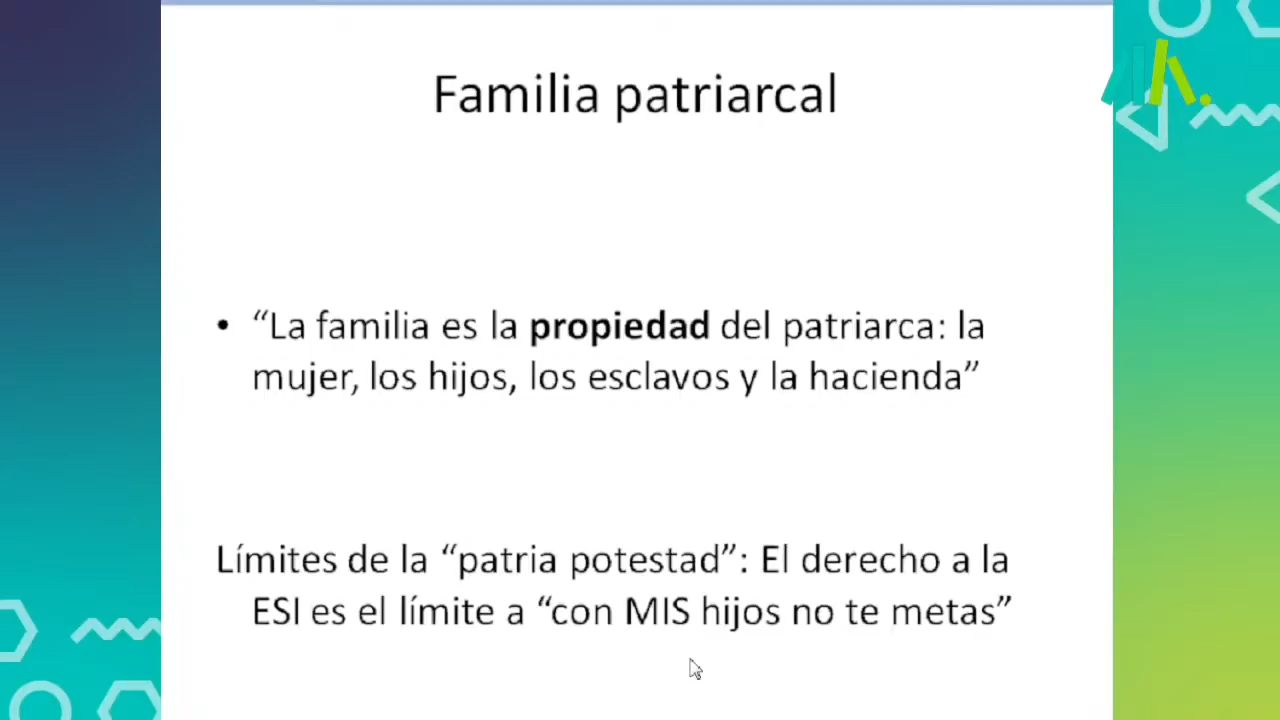 Familia patriarcal
• “La familia es la propiedad del patriarca: la
mujer, los hijos, los esclavos y la hacienda”
Límites de la “patria potestad”: El derecho a la
ESI es el límite a “con MIS hijos no te metas”